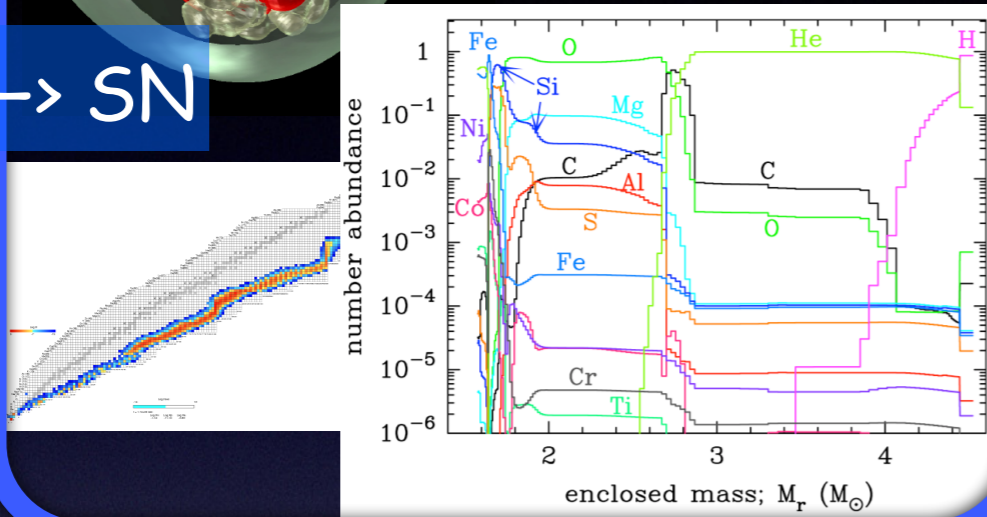 → SN
Fe
O
He
H
Si
Mg
Ni
C
Al
C
Co
S
O
Fe
Cr
Ti
1
10⁻¹
10⁻²
10⁻³
10⁻⁴
10⁻⁵
10⁻⁶
number abundance
2 3 4
enclosed mass; Mᵣ (M☉)